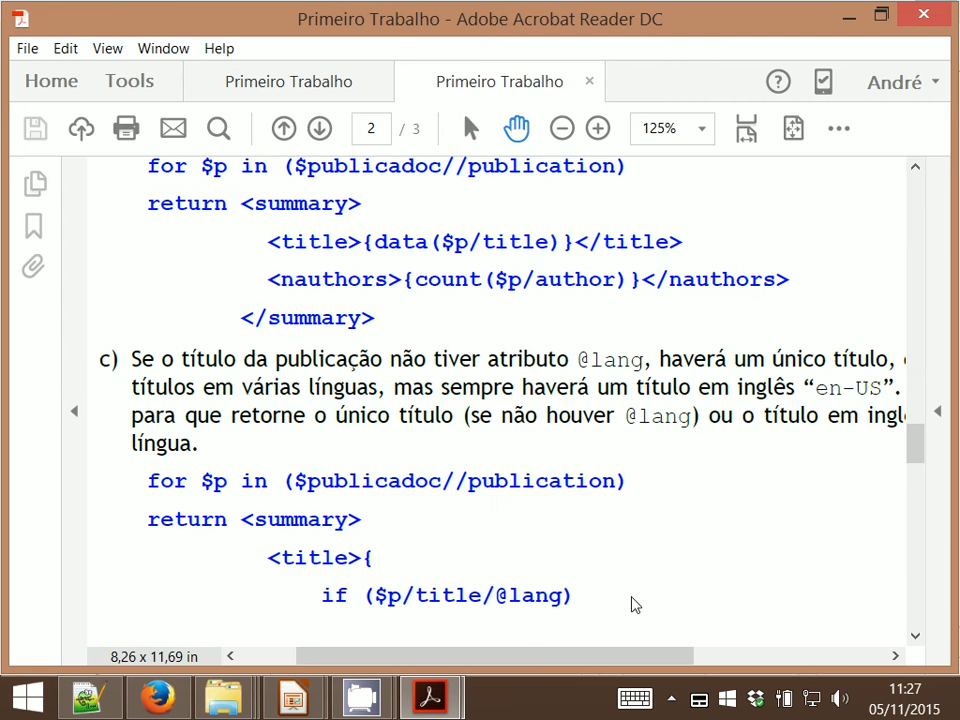 Primeiro Trabalho - Adobe Acrobat Reader DC
File Edit View Window Help
Home Tools Primeiro Trabalho Primeiro Trabalho × André
2 / 3 125%
for $p in ($publicadoc//publication)
return <summary>
<title>{data($p/title)}</title>
<nauthors>{count($p/author)}</nauthors>
</summary>
c) Se o título da publicação não tiver atributo @lang, haverá um único título,
títulos em várias línguas, mas sempre haverá um título em inglês “en-US”.
para que retorne o único título (se não houver @lang) ou o título em inglê
língua.
for $p in ($publicadoc//publication)
return <summary>
<title>{
if ($p/title/@lang)
8,26 x 11,69 in
11:27
05/11/2015